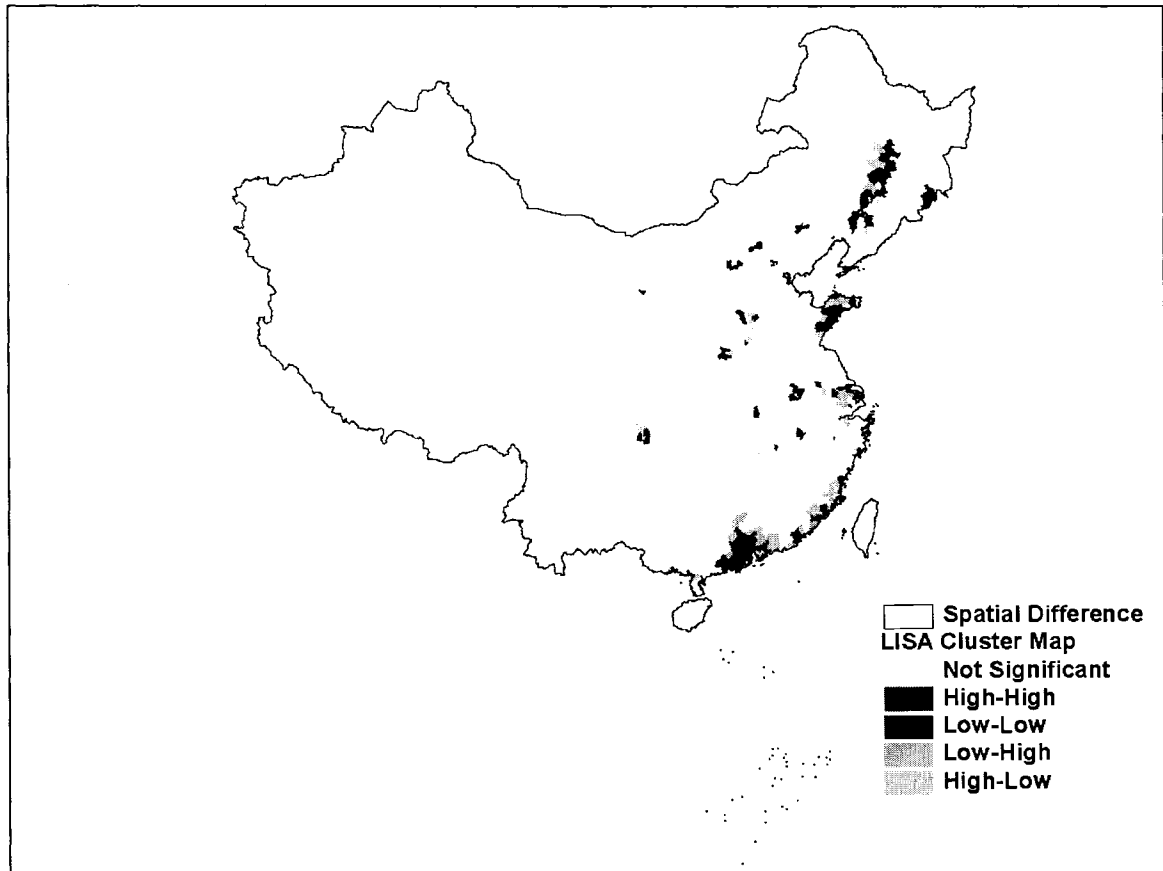 Spatial Difference
LISA Cluster Map
Not Significant
High-High
Low-Low
Low-High
High-Low